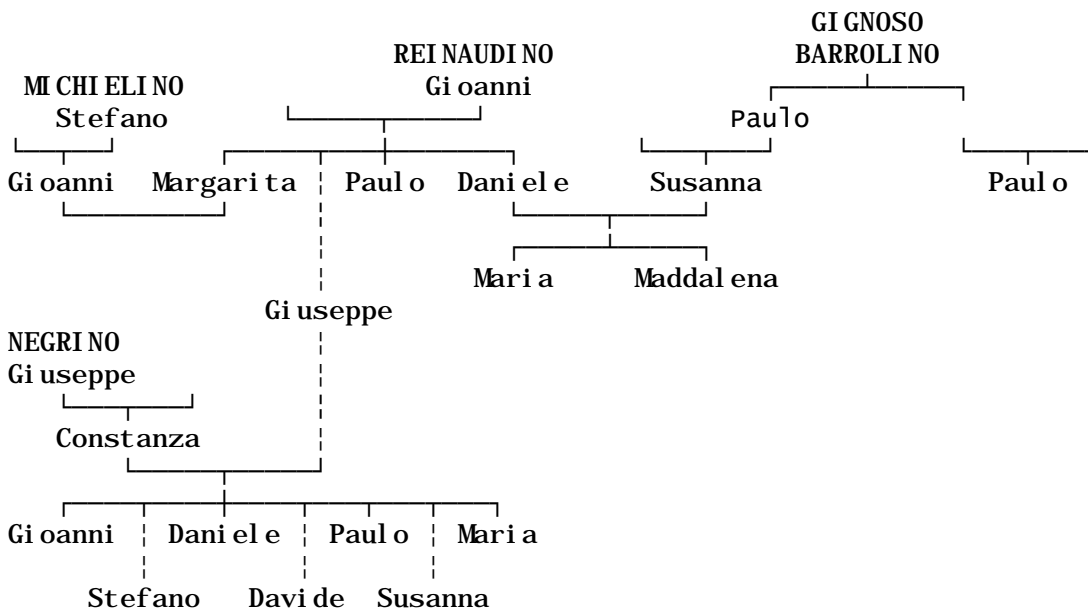 GIGNOSO
REINAUDINO BARROLINO
MICHIELINO Gioanni
Stefano Paulo
Gioanni Margarita Paulo Daniele Susanna Paulo
Maria Maddalena
Giuseppe
NEGRINO
Giuseppe
Constanza
Gioanni Daniele Paulo Maria
Stefano Davide Susanna